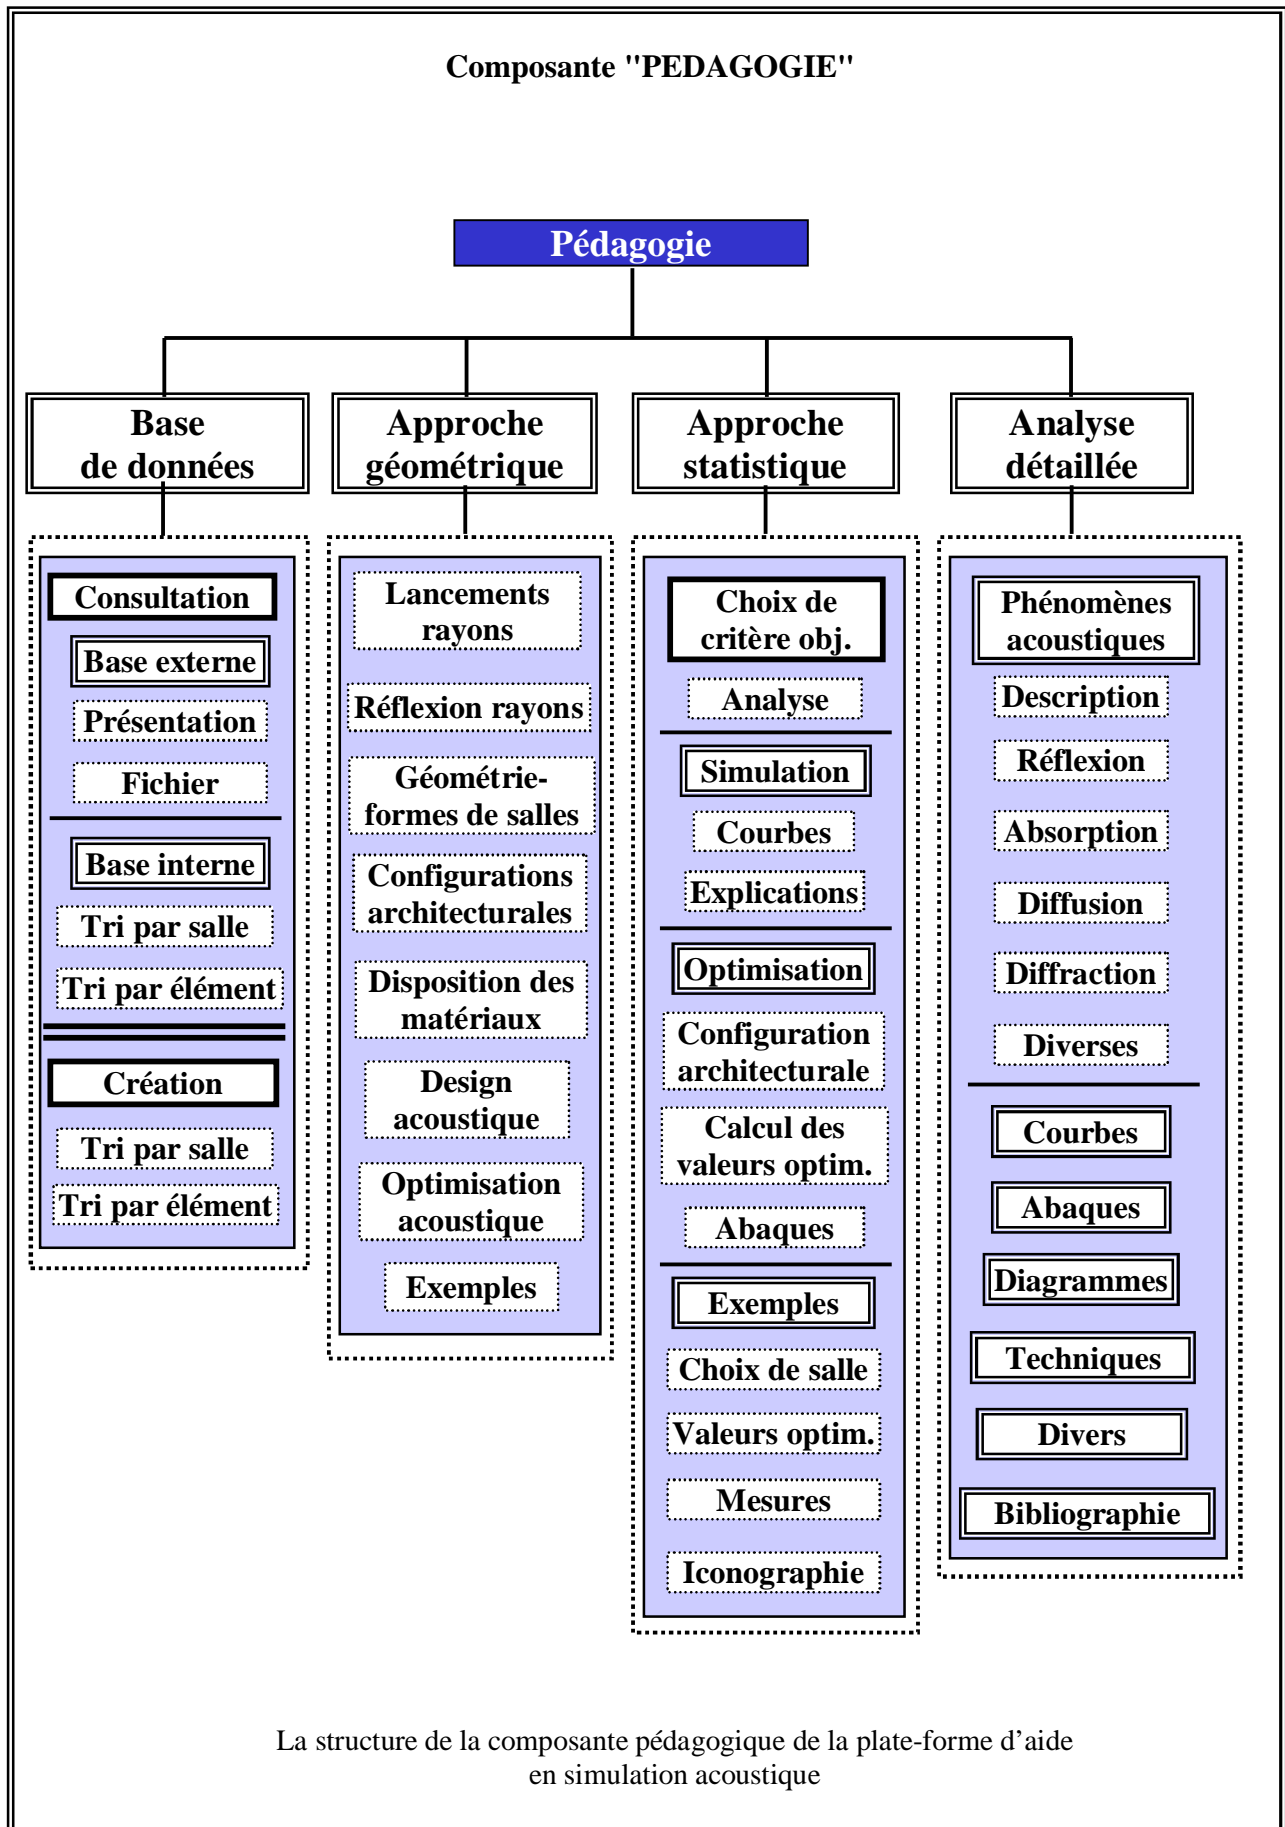 Composante "PEDAGOGIE"
Pédagogie
Base
de données
Approche
géométrique
Approche
statistique
Analyse
détaillée
Consultation
Base externe
Présentation
Fichier
Base interne
Tri par salle
Tri par élément
Création
Tri par salle
Tri par élément
Lancements
rayons
Réflexion rayons
Géométrie-
formes de salles
Configurations
architecturales
Disposition des
matériaux
Design
acoustique
Optimisation
acoustique
Exemples
Choix de
critère obj.
Analyse
Simulation
Courbes
Explications
Optimisation
Configuration
architecturale
Calcul des
valeurs optim.
Abaques
Exemples
Choix de salle
Valeurs optim.
Mesures
Iconographie
Phénomènes
acoustiques
Description
Réflexion
Absorption
Diffusion
Diffraction
Diverses
Courbes
Abaques
Diagrammes
Techniques
Divers
Bibliographie
La structure de la composante pédagogique de la plate-forme d’aide
en simulation acoustique